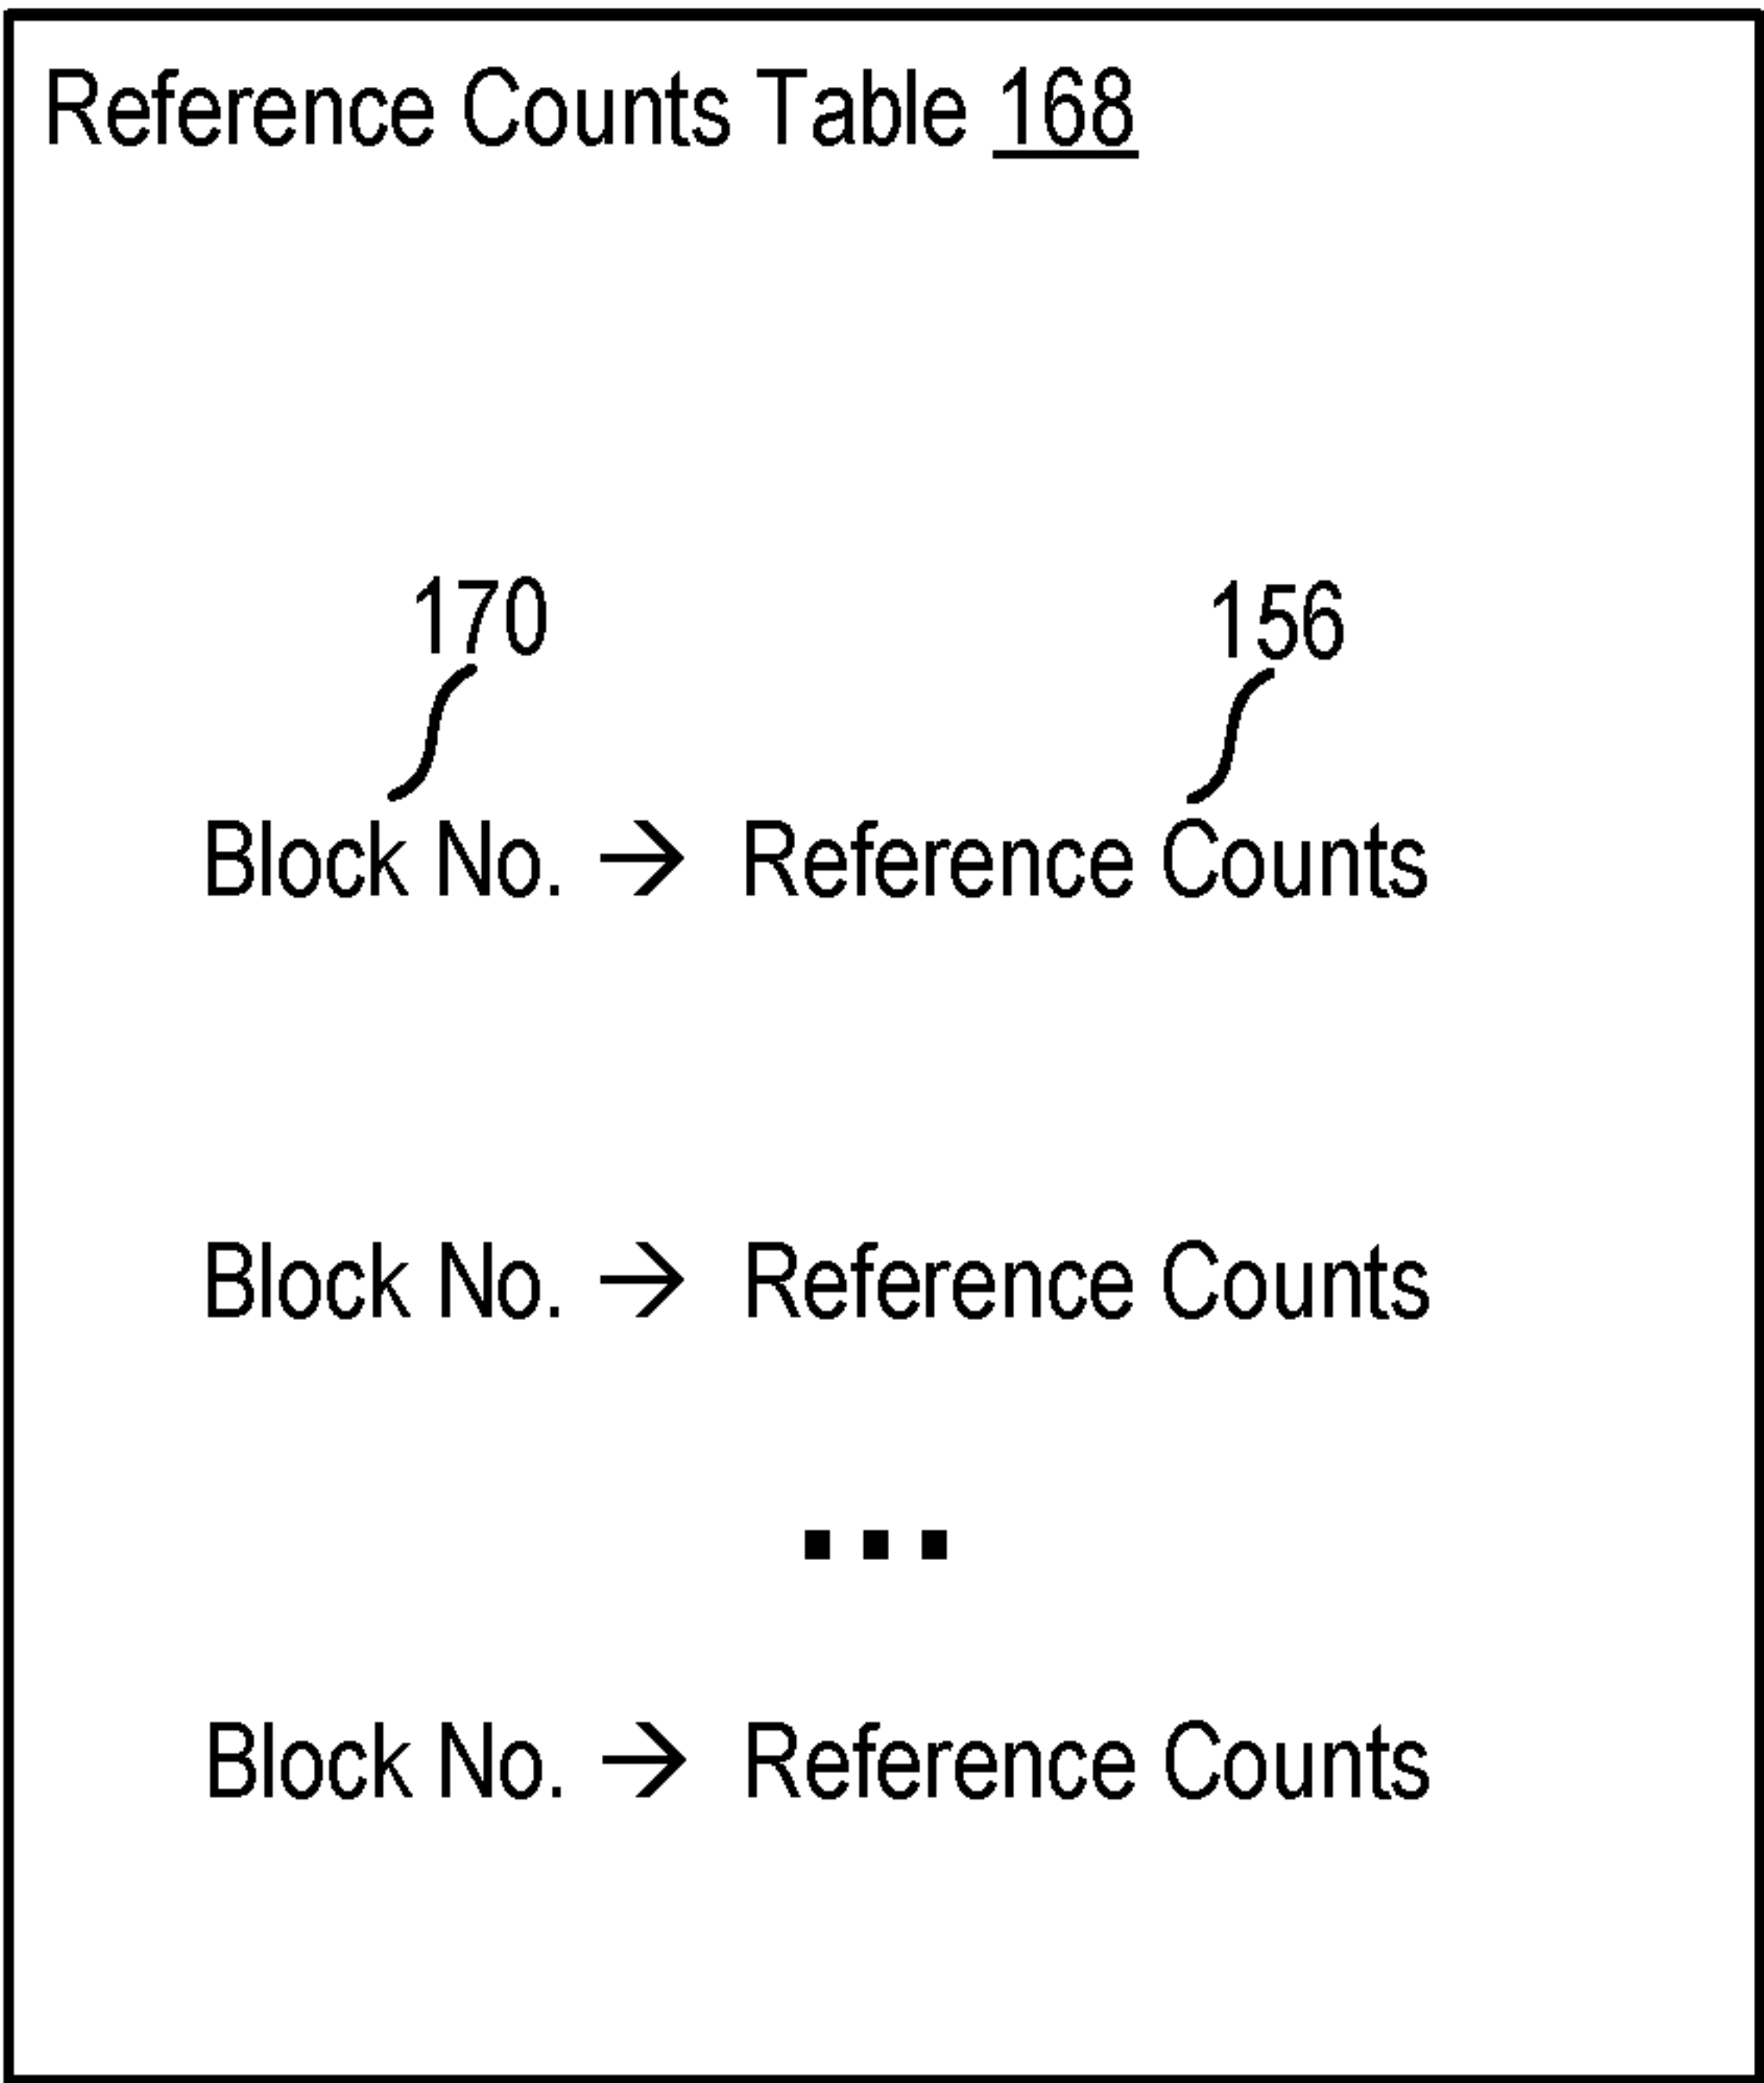 Reference Counts Table 168
170 156
Block No. → Reference Counts
Block No. → Reference Counts
...
Block No. → Reference Counts